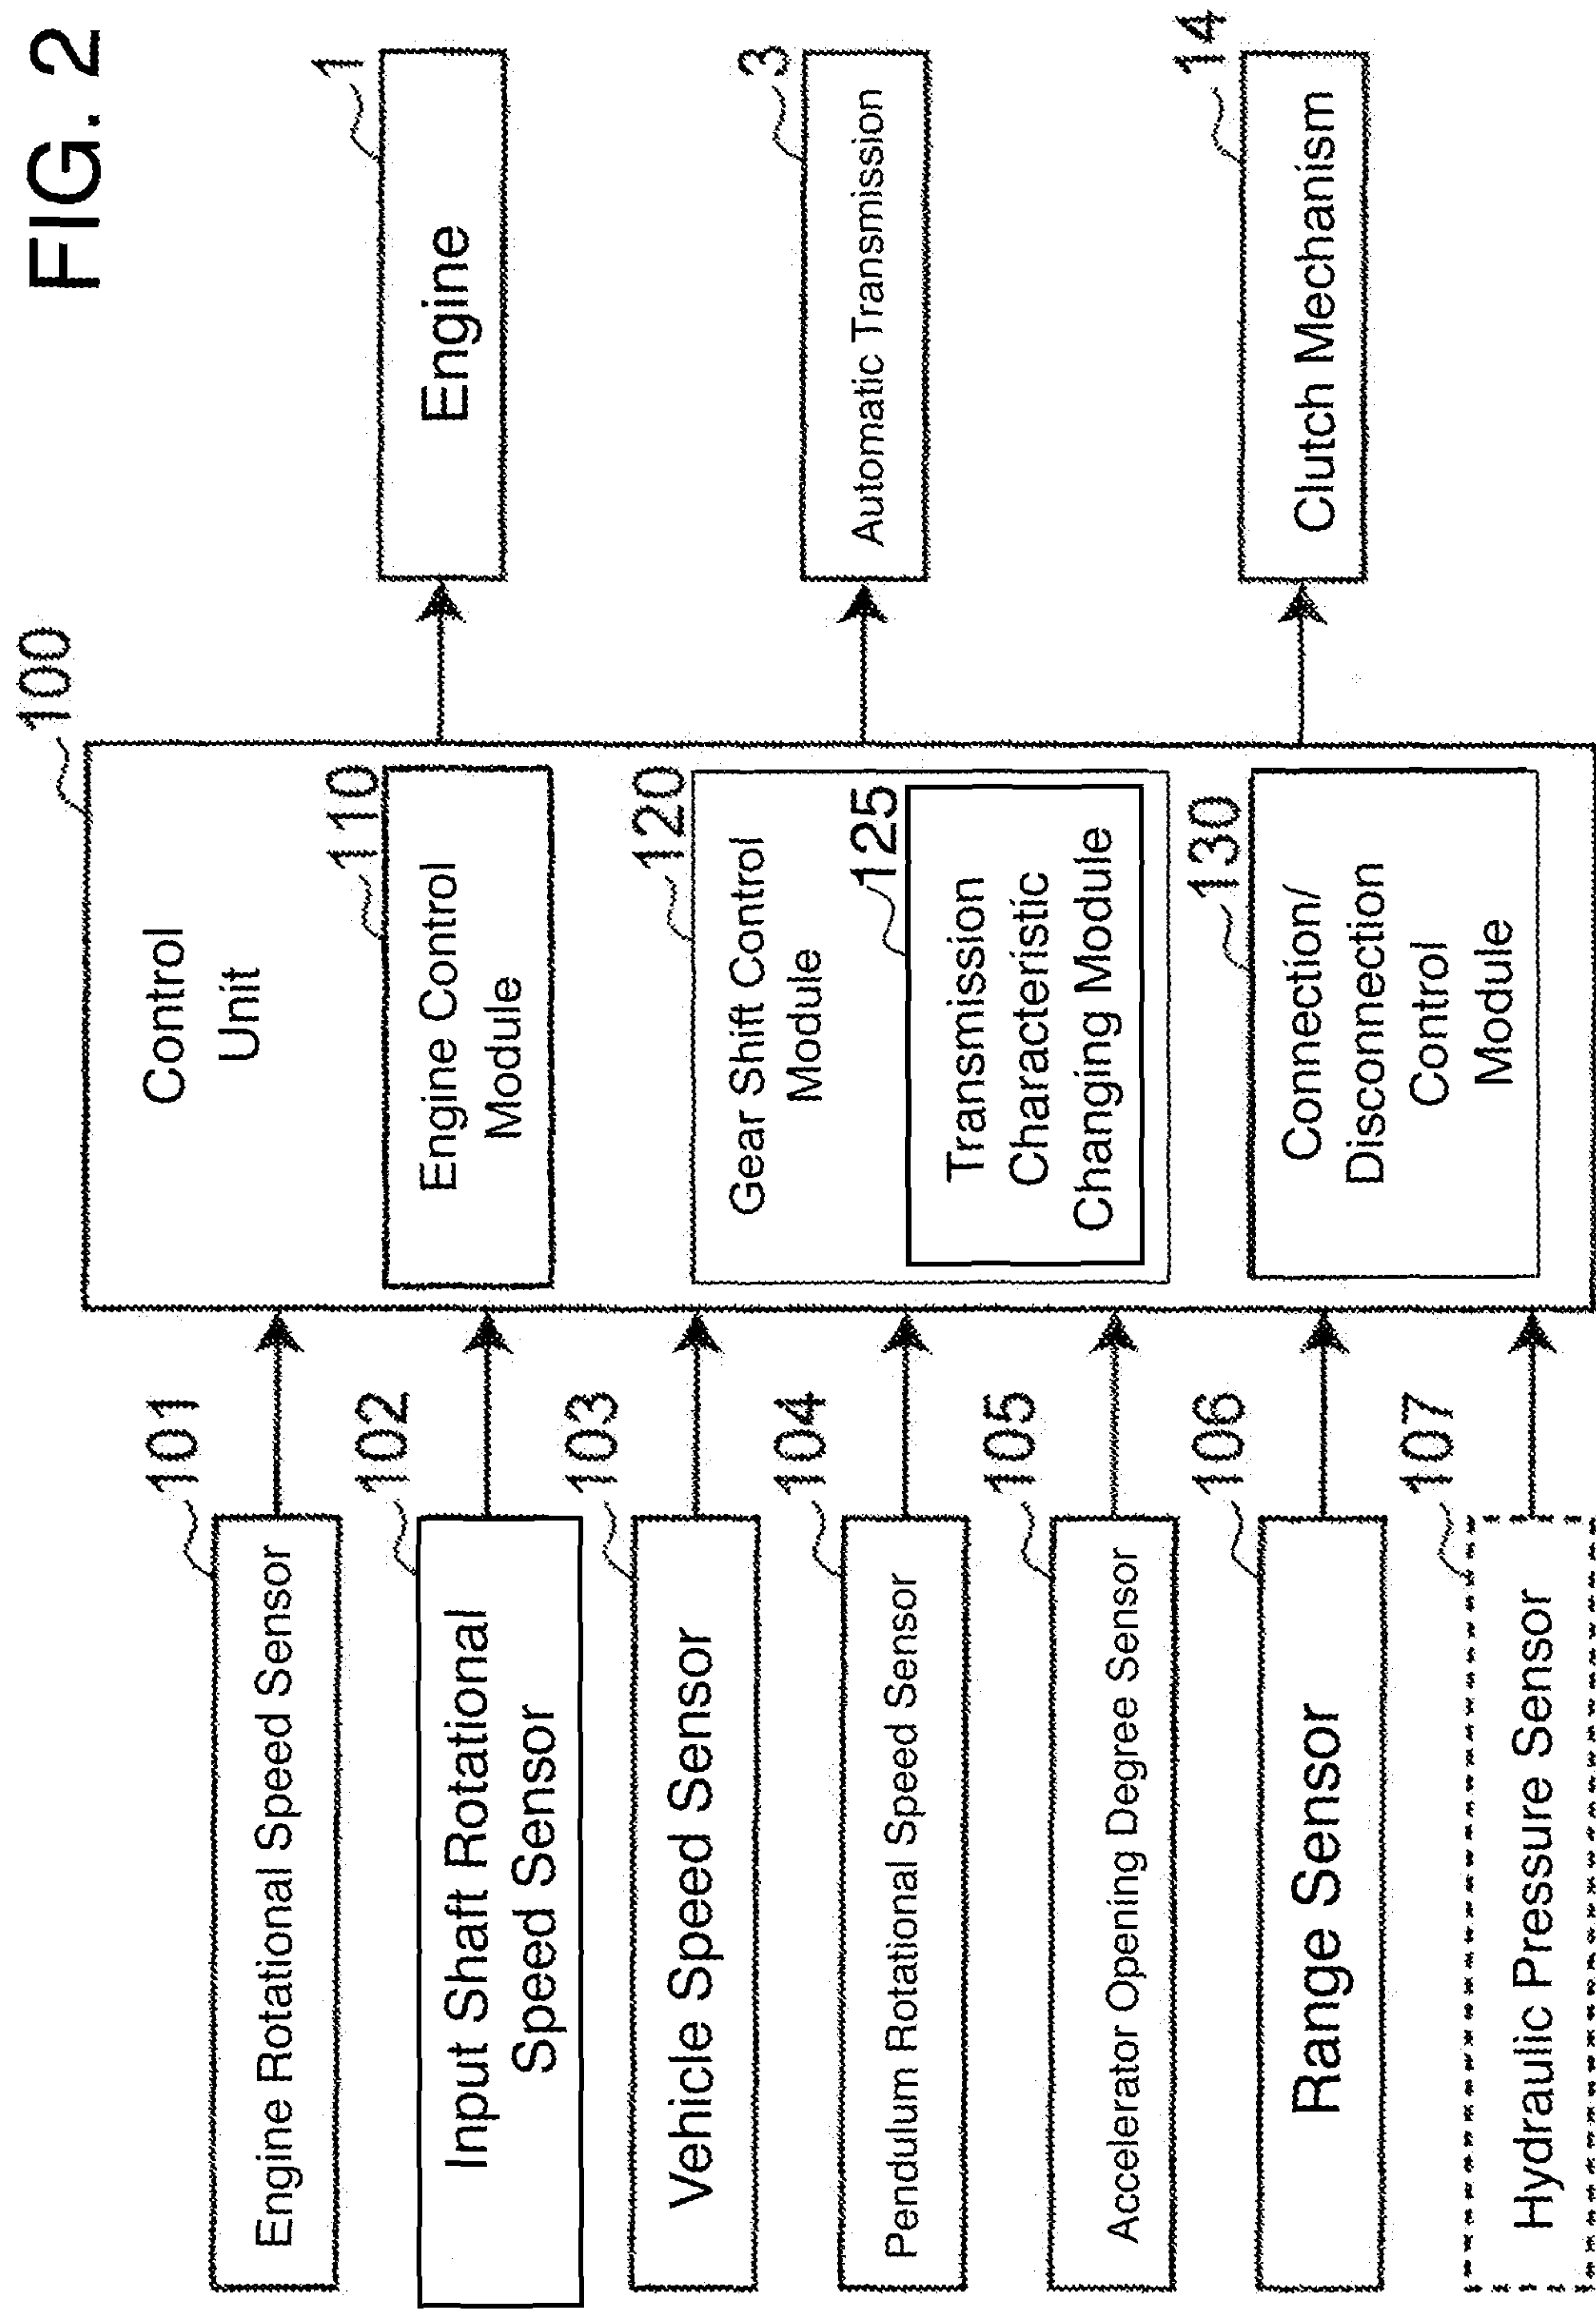 FIG. 2
101
Engine Rotational Speed Sensor
102
Input Shaft Rotational
Speed Sensor
103
Vehicle Speed Sensor
104
Pendulum Rotational Speed Sensor
105
Accelerator Opening Degree Sensor
106
Range Sensor
107
Hydraulic Pressure Sensor
100
Control
Unit
110
Engine Control
Module
120
Gear Shift Control
Module
125
Transmission
Characteristic
Changing Module
130
Connection/
Disconnection
Control
Module
1
Engine
3
Automatic Transmission
14
Clutch Mechanism